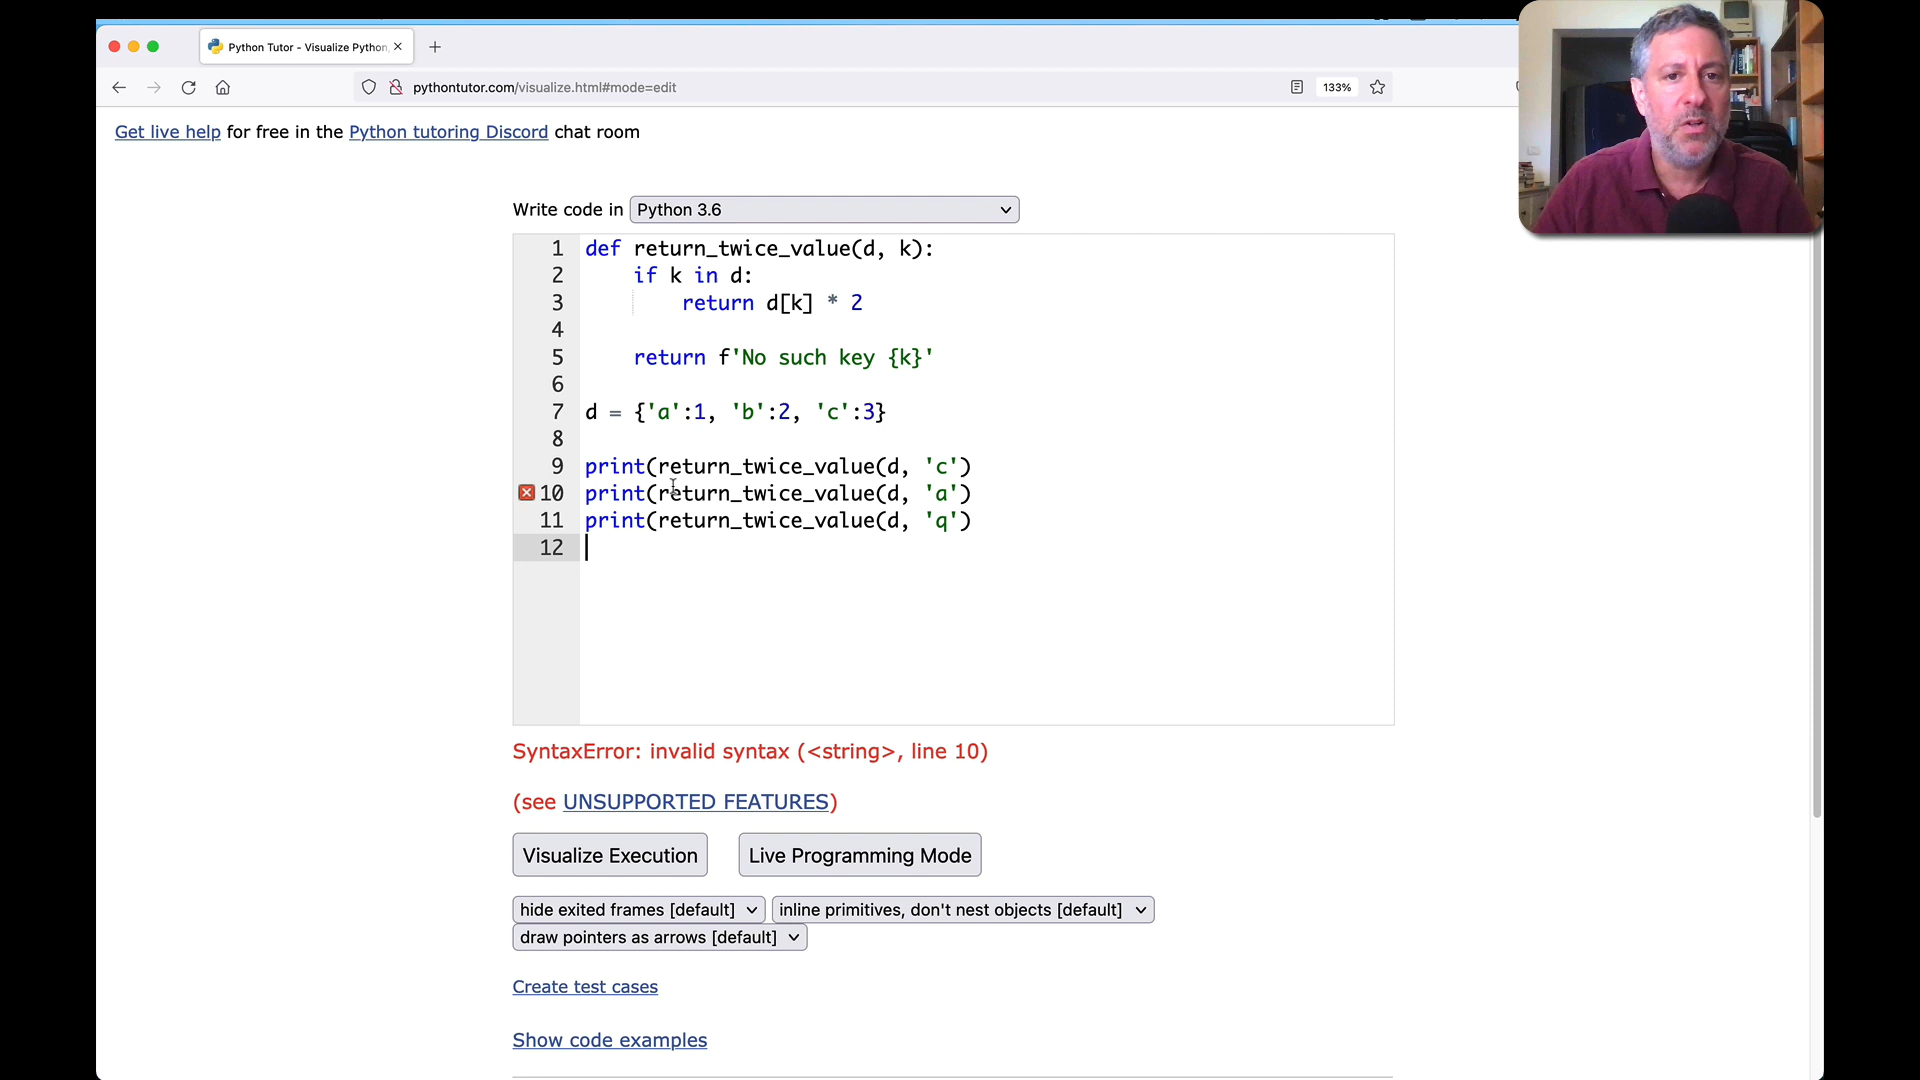 Python Tutor - Visualize Python
pythontutor.com/visualize.html#mode=edit
133%
Get live help for free in the Python tutoring Discord chat room
Write code in Python 3.6
1 def return_twice_value(d, k):
2     if k in d:
3         return d[k] * 2
4
5     return f'No such key {k}'
6
7 d = {'a':1, 'b':2, 'c':3}
8
9 print(return_twice_value(d, 'c')
10 print(return_twice_value(d, 'a')
11 print(return_twice_value(d, 'q')
12
SyntaxError: invalid syntax (<string>, line 10)
(see UNSUPPORTED FEATURES)
Visualize Execution Live Programming Mode
hide exited frames [default] inline primitives, don't nest objects [default]
draw pointers as arrows [default]
Create test cases
Show code examples